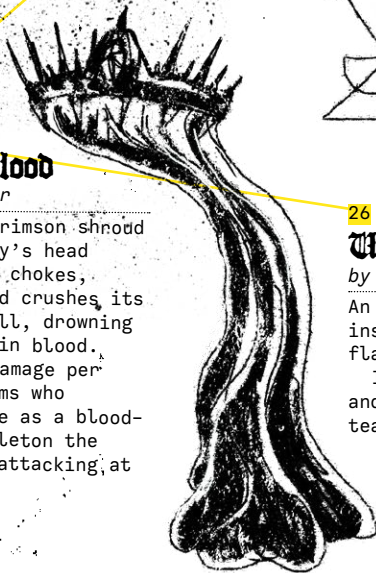 lood
r
rimson shroud
y’s head
chokes,
d crushes its
ll, drowning
in blood.
amage per
ms who
e as a blood-
leton the
attacking at
26
by
An
ins
fla
I
and
tea